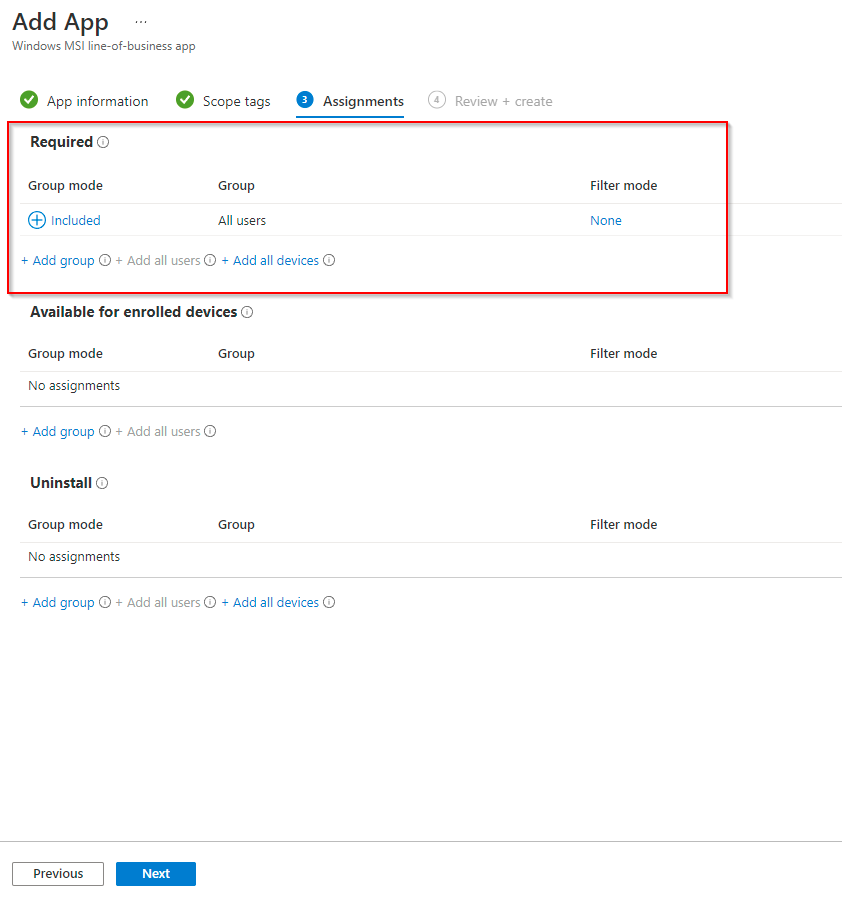 Add App ...
Windows MSI line-of-business app
App information Scope tags 3 Assignments 4 Review + create
Required
Group mode Group Filter mode
Included All users None
+ Add group + Add all users + Add all devices
Available for enrolled devices
Group mode Group Filter mode
No assignments
+ Add group + Add all users
Uninstall
Group mode Group Filter mode
No assignments
+ Add group + Add all users + Add all devices
Previous Next